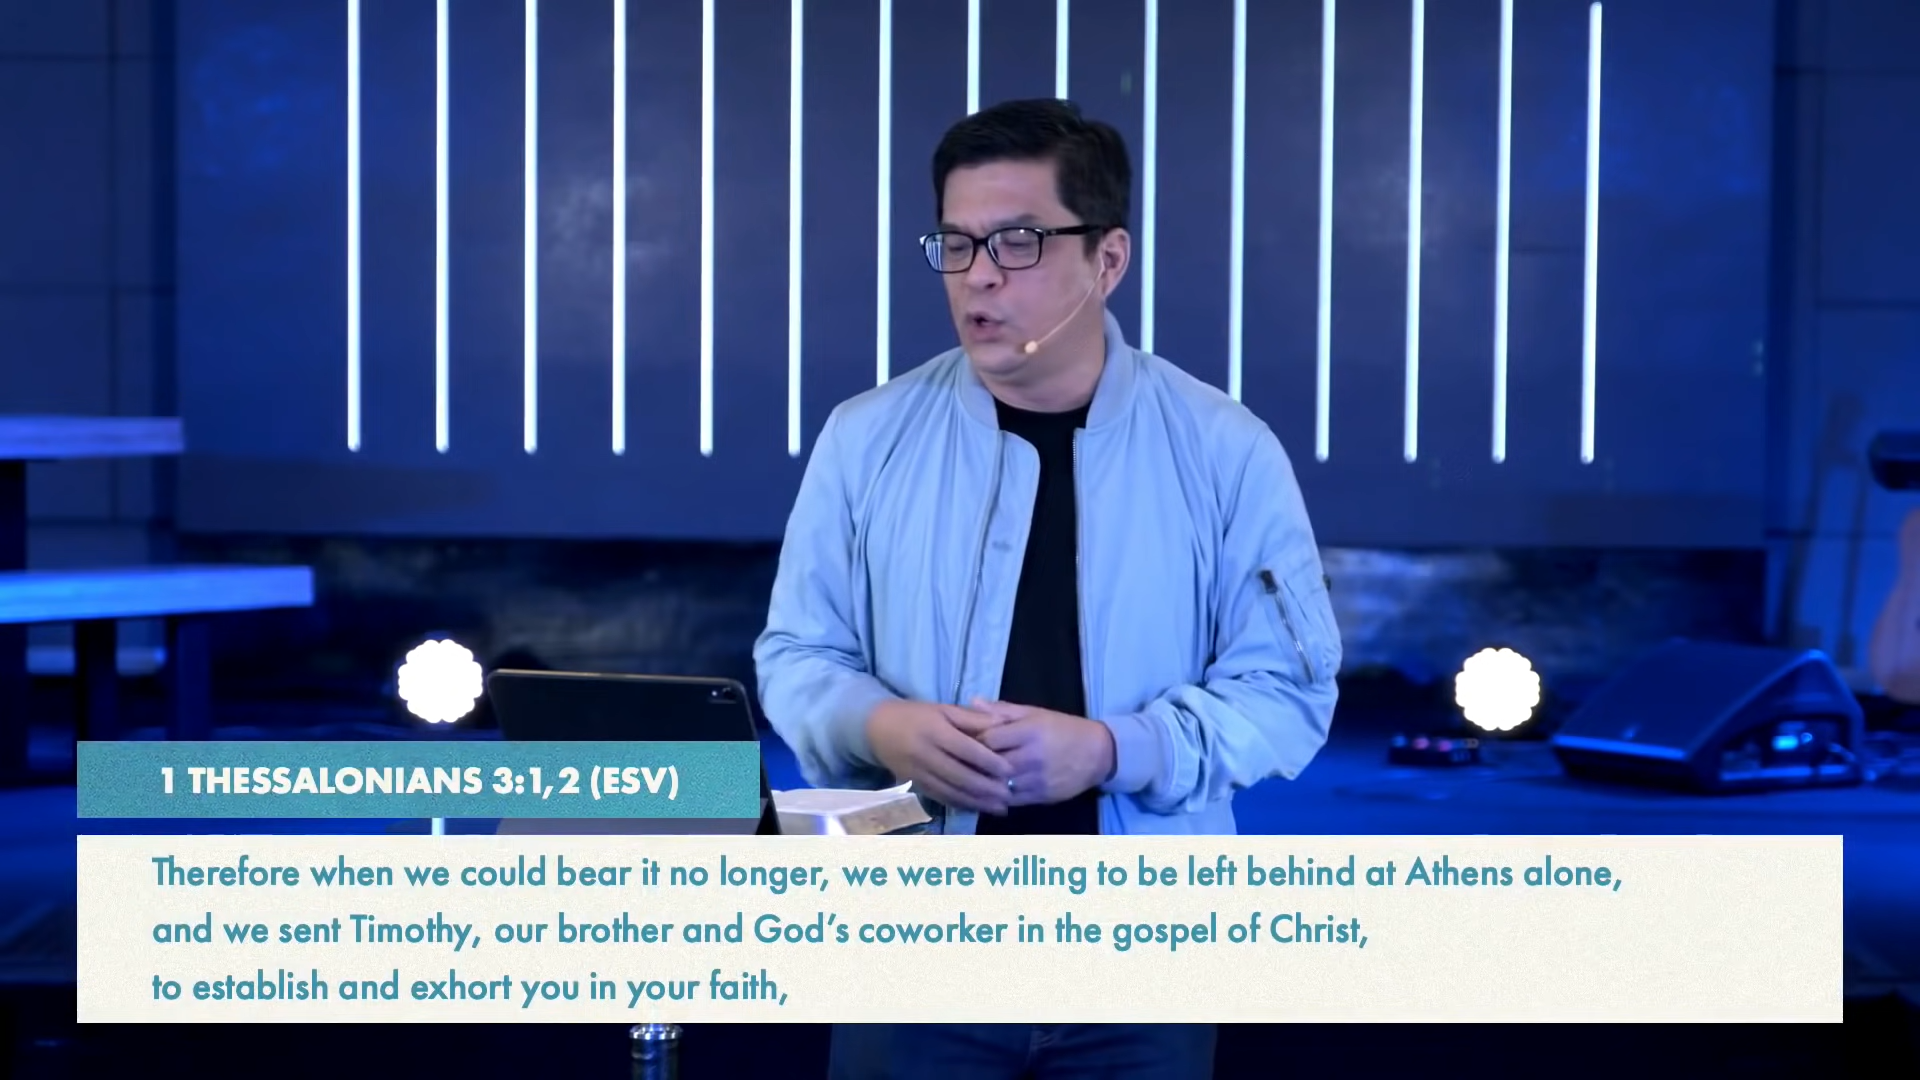 1 THESSALONIANS 3:1,2 (ESV)
Therefore when we could bear it no longer, we were willing to be left behind at Athens alone,
and we sent Timothy, our brother and God's coworker in the gospel of Christ,
to establish and exhort you in your faith,